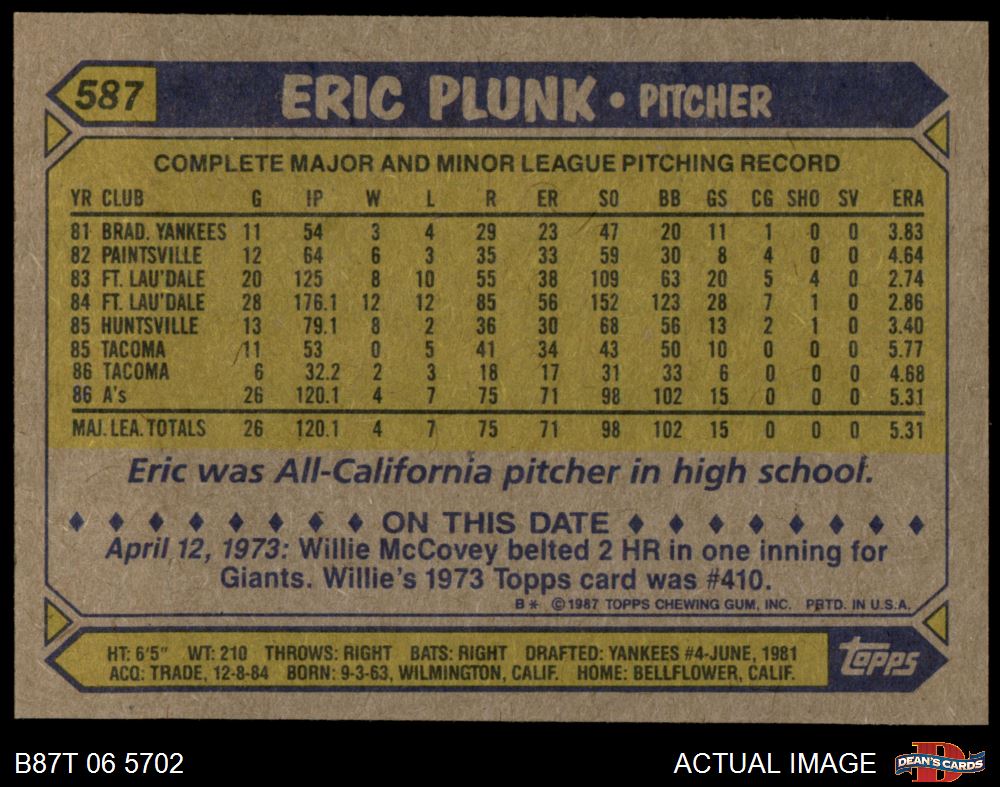 587 ERIC PLUNK • PITCHER
COMPLETE MAJOR AND MINOR LEAGUE PITCHING RECORD
YR CLUB G IP W L R ER SO BB GS CG SHO SV ERA
81 BRAD. YANKEES 11 54 3 4 29 23 47 20 11 1 0 0 3.83
82 PAINTSVILLE 12 64 6 3 35 33 59 30 8 4 0 0 4.64
83 FT. LAU'DALE 20 125 8 10 55 38 109 63 20 5 4 0 2.74
84 FT. LAU'DALE 28 176.1 12 12 85 56 152 123 28 7 1 0 2.86
85 HUNTSVILLE 13 79.1 8 2 36 30 68 56 13 2 1 0 3.40
85 TACOMA 11 53 0 5 41 34 43 50 10 0 0 0 5.77
86 TACOMA 6 32.2 2 3 18 17 31 33 6 0 0 0 4.68
86 A's 26 120.1 4 7 75 71 98 102 15 0 0 0 5.31
MAJ. LEA. TOTALS 26 120.1 4 7 75 71 98 102 15 0 0 0 5.31
Eric was All-California pitcher in high school.
ON THIS DATE
April 12, 1973: Willie McCovey belted 2 HR in one inning for
Giants. Willie's 1973 Topps card was #410.
B* ©1987 TOPPS CHEWING GUM, INC. PRTD. IN U.S.A.
HT: 6'5" WT: 210 THROWS: RIGHT BATS: RIGHT DRAFTED: YANKEES #4-JUNE, 1981
ACQ: TRADE, 12-8-84 BORN: 9-3-63, WILMINGTON, CALIF. HOME: BELLFLOWER, CALIF.
topps
B87T 06 5702 ACTUAL IMAGE DEAN'S CARDS